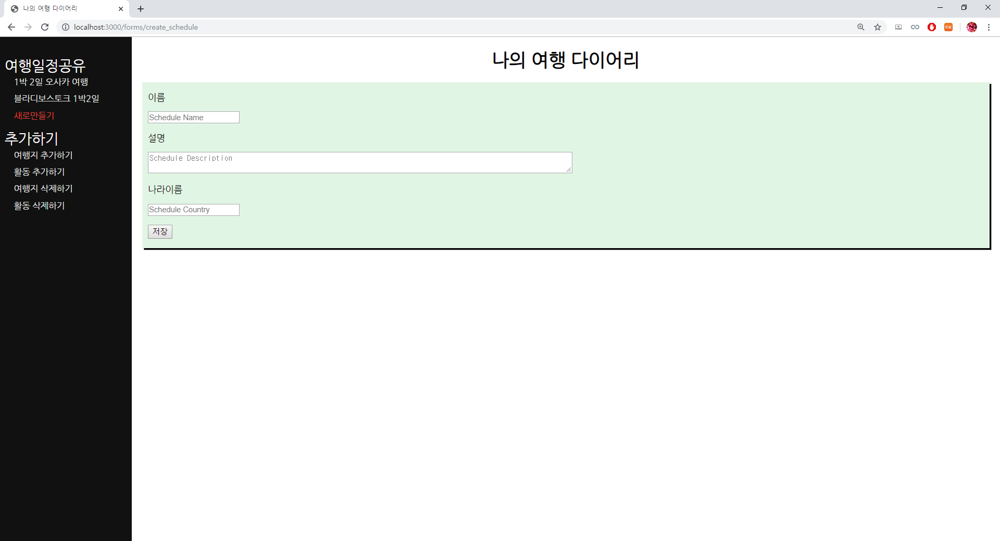 나의 여행 다이어리
localhost:3000/forms/create_schedule
여행일정공유
1박 2일 오사카 여행
블라디보스토크 1박2일
새로만들기
추가하기
여행지 추가하기
활동 추가하기
여행지 삭제하기
활동 삭제하기
나의 여행 다이어리
이름
Schedule Name
설명
Schedule Description
나라이름
Schedule Country
저장